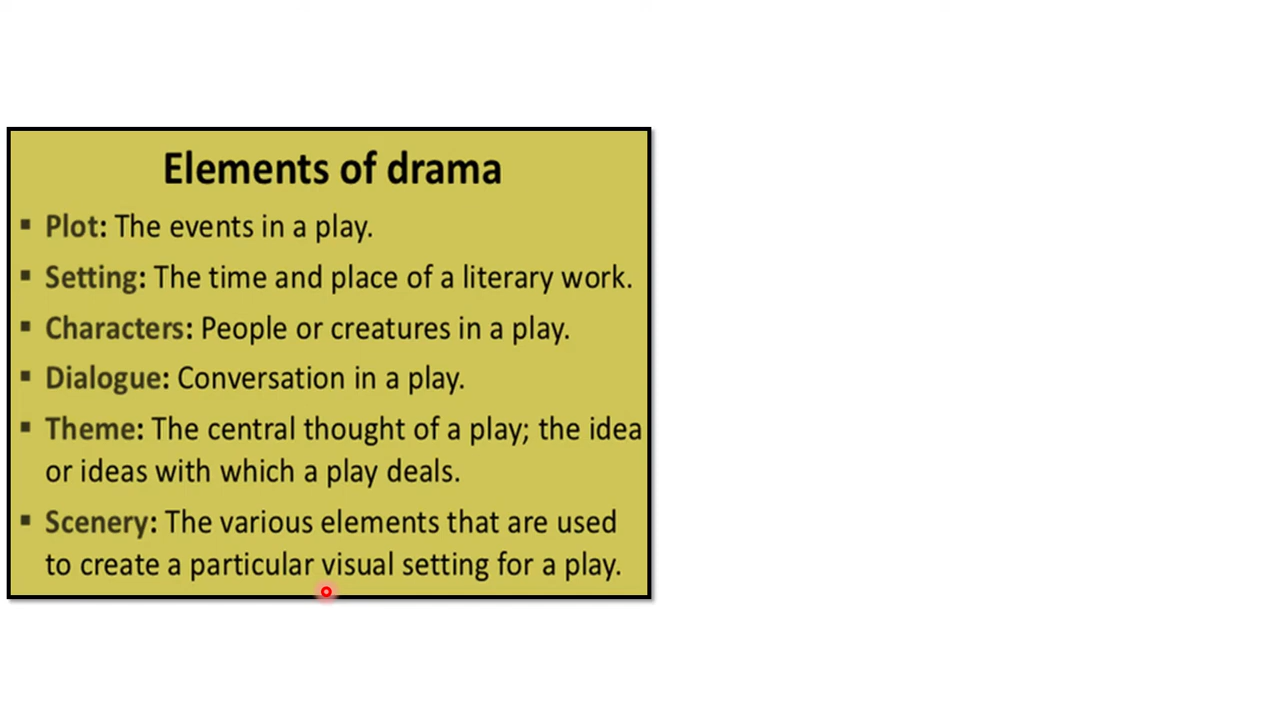 Elements of drama
▪ Plot: The events in a play.
▪ Setting: The time and place of a literary work.
▪ Characters: People or creatures in a play.
▪ Dialogue: Conversation in a play.
▪ Theme: The central thought of a play; the idea
or ideas with which a play deals.
▪ Scenery: The various elements that are used
to create a particular visual setting for a play.